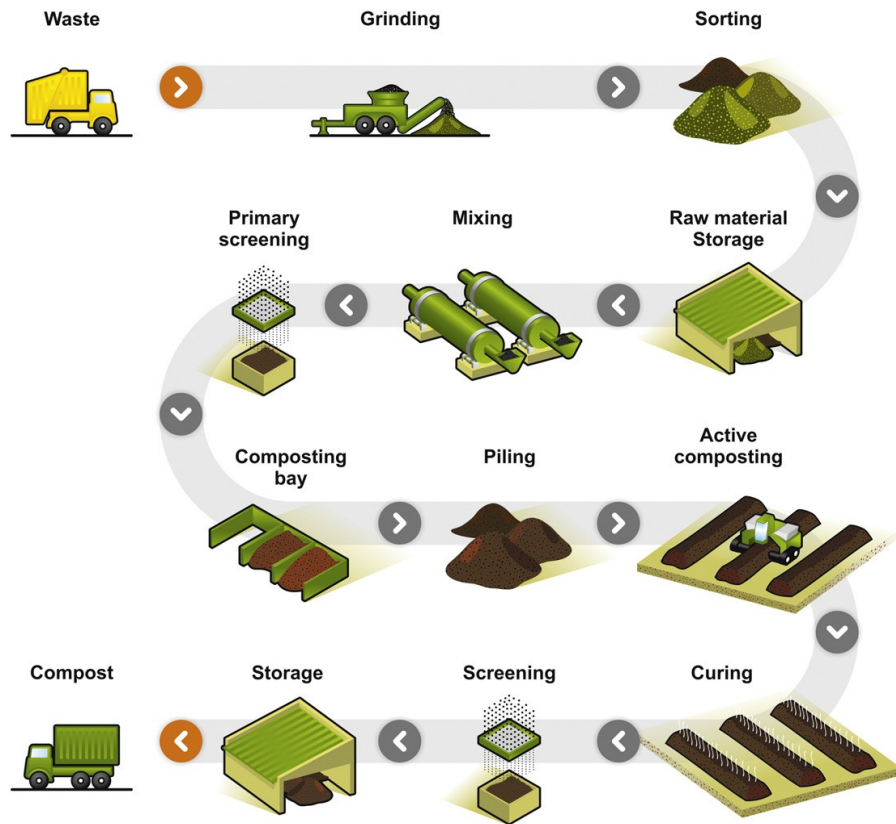 Waste
Grinding
Sorting
Primary
screening
Mixing
Raw material
Storage
Composting
bay
Piling
Active
composting
Compost
Storage
Screening
Curing